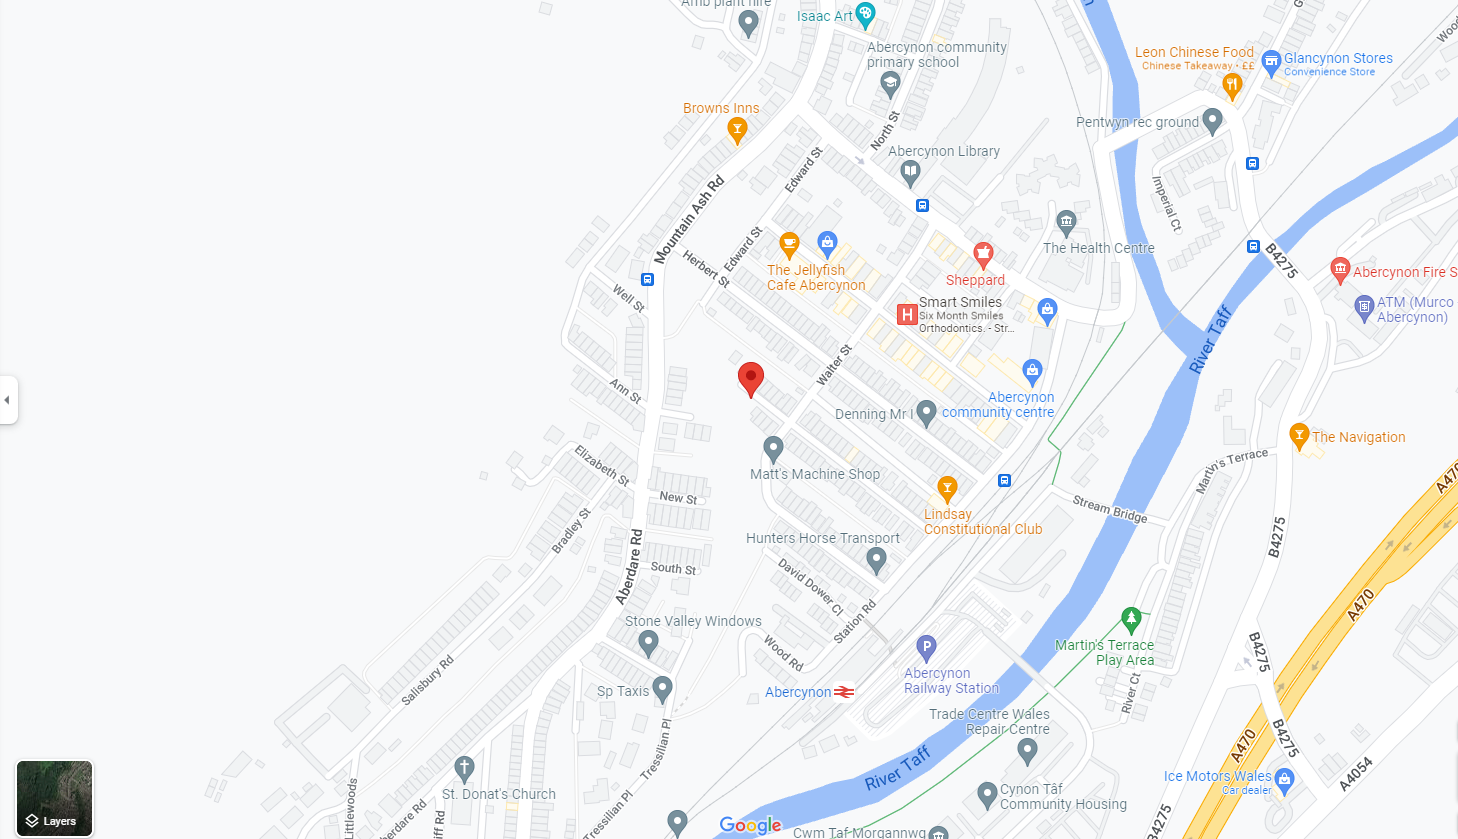 Amb plant hire
Isaac Art
Abercynon community
primary school
Leon Chinese Food
Chinese Takeaway · ££
Glancynon Stores
Convenience Store
Browns Inns
Pentwyn rec ground
North St
Abercynon Library
Edward St
Imperial Ct
Mountain Ash Rd
The Health Centre
Edward St
Herbert St
The Jellyfish
Cafe Abercynon
Sheppard
B4275
Abercynon Fire S
ATM (Murco
Abercynon)
Well St
H
Smart Smiles
Six Month Smiles
Orthodontics. - Str...
River Taff
Walter St
Ann St
Denning Mr I
Abercynon
community centre
The Navigation
Elizabeth St
Matt's Machine Shop
Martin's Terrace
A470
New St
Lindsay
Constitutional Club
Stream Bridge
Bradley St
Hunters Horse Transport
B4275
Aberdare Rd
South St
David Dower Cl
A470
Stone Valley Windows
Station Rd
Wood Rd
P
Abercynon
Railway Station
Martin's Terrace
Play Area
B4275
Salisbury Rd
Sp Taxis
Abercynon
River Ct
Trade Centre Wales
Repair Centre
Tressilian Pl
A470
B4275
River Taff
St. Donat's Church
Ice Motors Wales
Car dealer
A4054
Cynon Taf
Community Housing
Littlewoods
berdare Rd
iff Rd
Tressilian Pl
Google
Cwm Taf Morgannwg
B4275
Layers